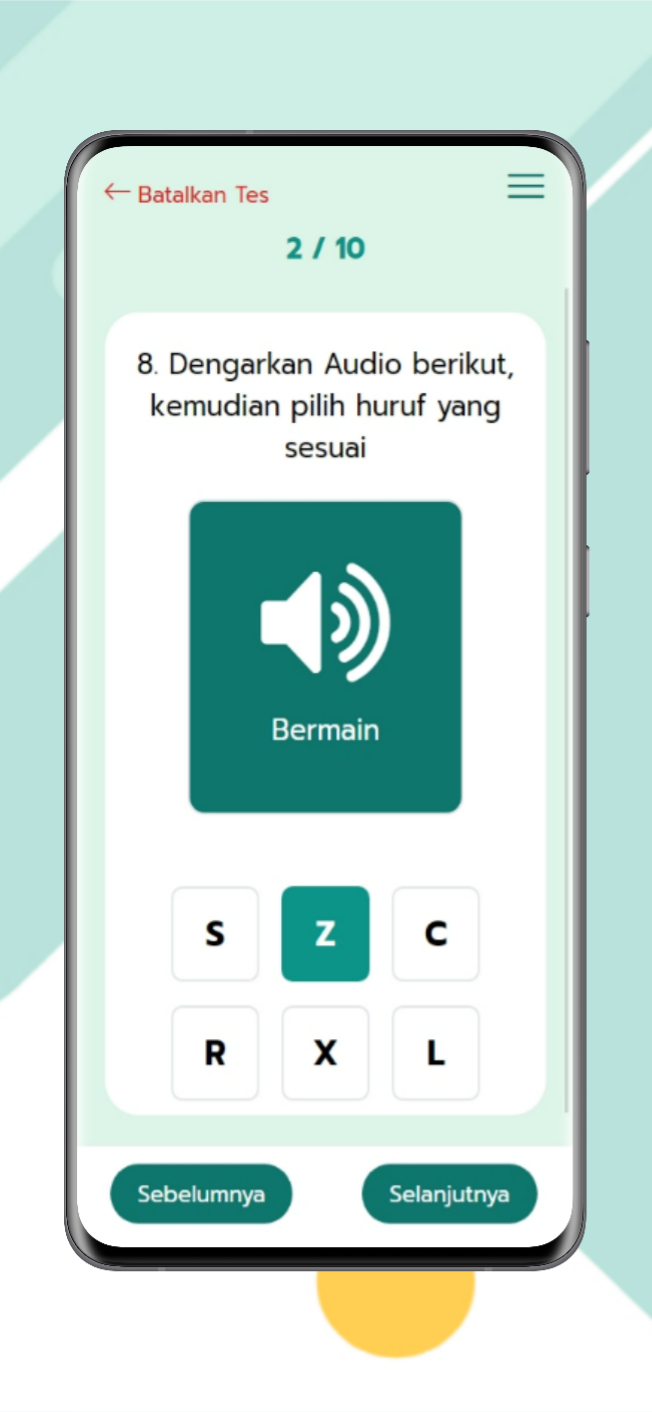 ← Batalkan Tes
2 / 10
8. Dengarkan Audio berikut,
kemudian pilih huruf yang
sesuai
Bermain
S Z C
R X L
Sebelumnya Selanjutnya